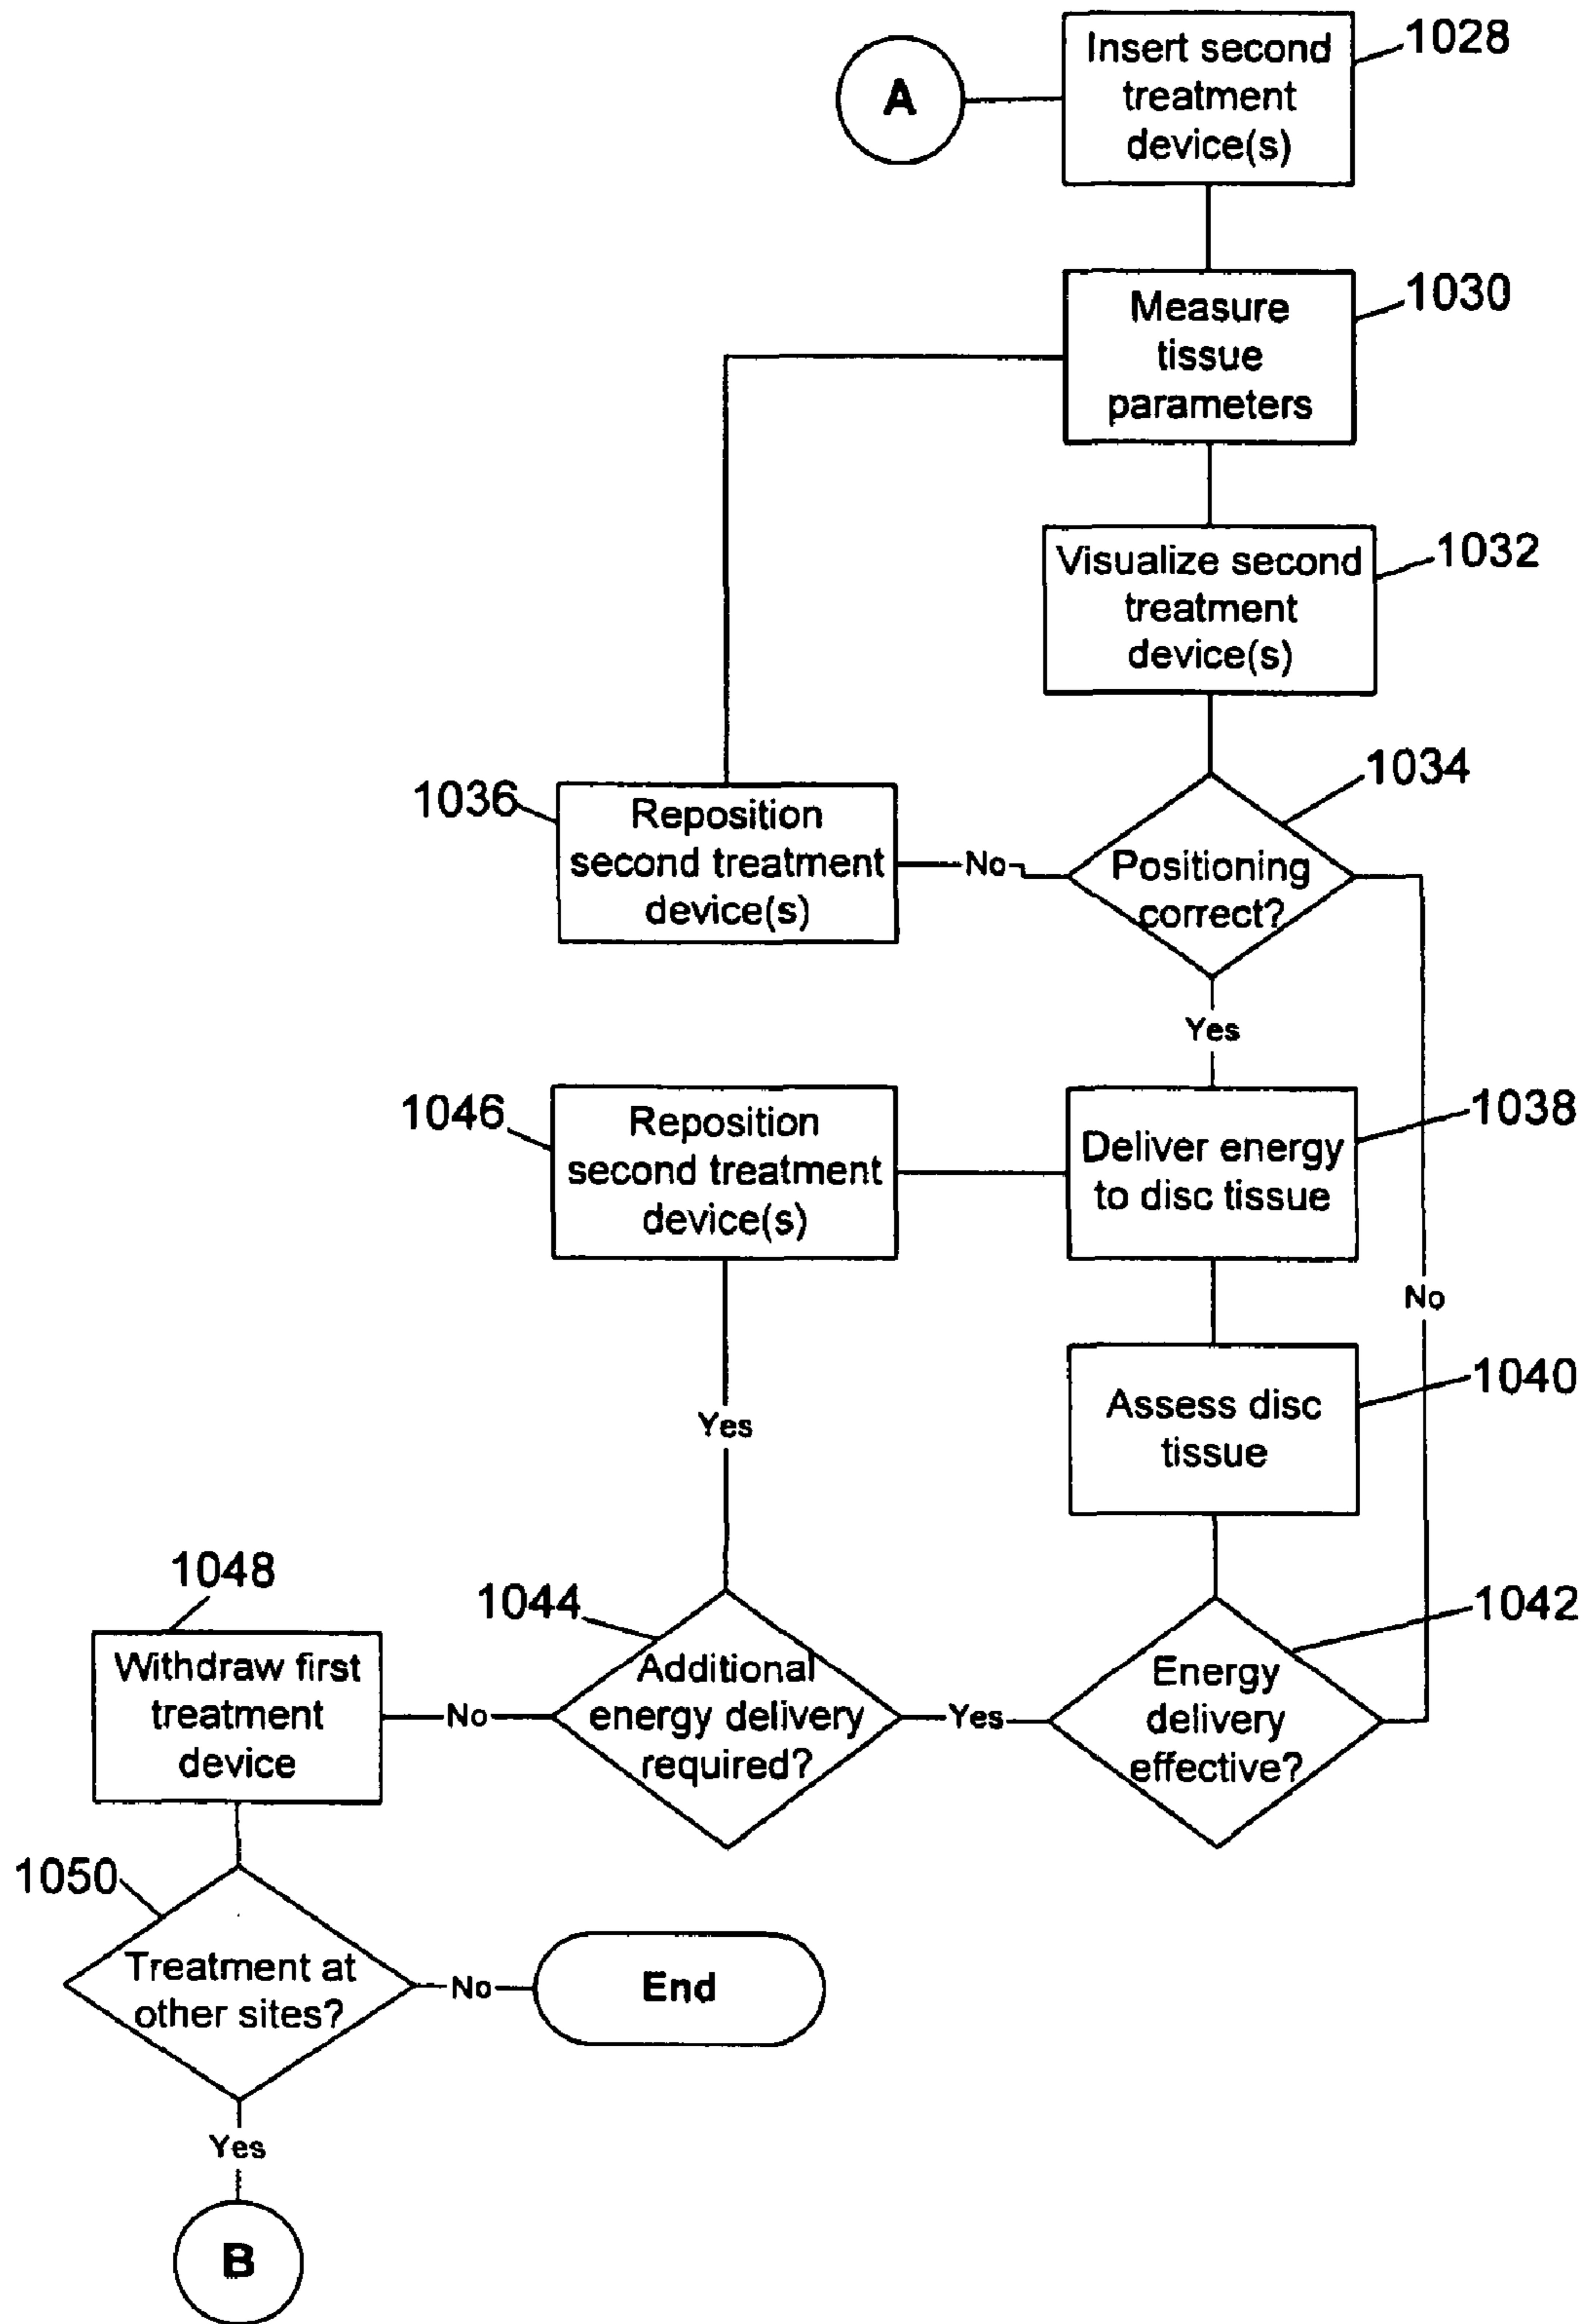 A
Insert second
treatment
device(s)
1028
Measure
tissue
parameters
1030
Visualize second
treatment
device(s)
1032
1034
Positioning
correct?
No
1036
Reposition
second treatment
device(s)
Yes
1046
Reposition
second treatment
device(s)
Deliver energy
to disc tissue
1038
No
Assess disc
tissue
1040
Yes
1048
Withdraw first
treatment
device
No
1044
Additional
energy delivery
required?
Yes
Energy
delivery
effective?
1042
1050
Treatment at
other sites?
No
End
Yes
B